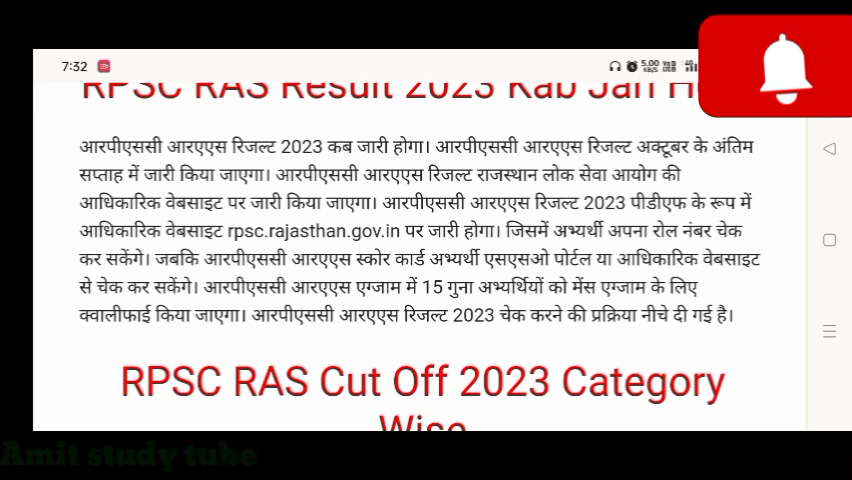 7:32
5.00 KB/S
4G
RPSC RAS Result 2023 Kab Jari H
आरपीएससी आरएएस रिजल्ट 2023 कब जारी होगा। आरपीएससी आरएएस रिजल्ट अक्टूबर के अंतिम
सप्ताह में जारी किया जाएगा। आरपीएससी आरएएस रिजल्ट राजस्थान लोक सेवा आयोग की
आधिकारिक वेबसाइट पर जारी किया जाएगा। आरपीएससी आरएएस रिजल्ट 2023 पीडीएफ के रूप में
आधिकारिक वेबसाइट rpsc.rajasthan.gov.in पर जारी होगा। जिसमें अभ्यर्थी अपना रोल नंबर चेक
कर सकेंगे। जबकि आरपीएससी आरएएस स्कोर कार्ड अभ्यर्थी एसएसओ पोर्टल या आधिकारिक वेबसाइट
से चेक कर सकेंगे। आरपीएससी आरएएस एग्जाम में 15 गुना अभ्यर्थियों को मेंस एग्जाम के लिए
क्वालीफाई किया जाएगा। आरपीएससी आरएएस रिजल्ट 2023 चेक करने की प्रक्रिया नीचे दी गई है।
RPSC RAS Cut Off 2023 Category
Wise
Amit study tube